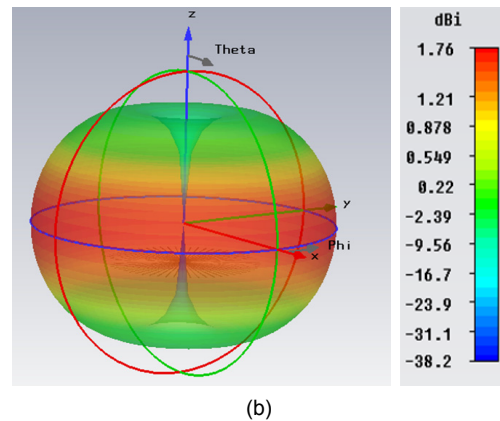 z
Theta
y
Phi
x
dBi
1.76
1.21
0.878
0.549
0.22
-2.39
-9.56
-16.7
-23.9
-31.1
-38.2
(b)